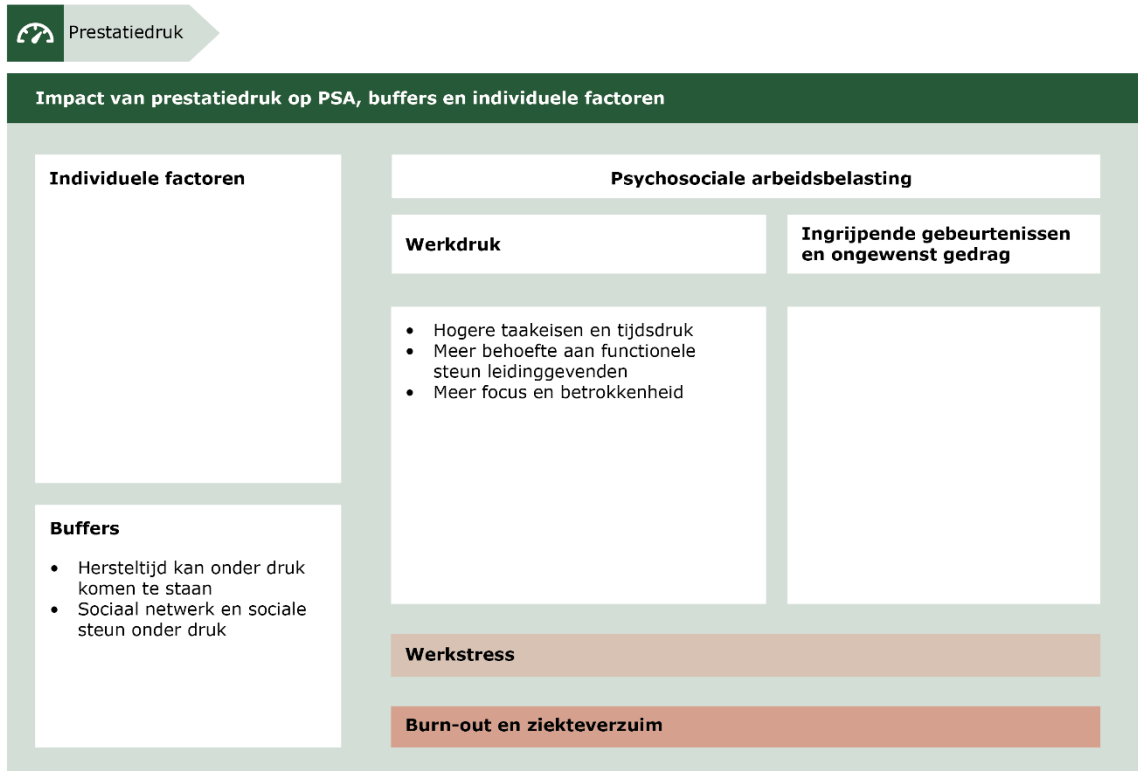 Prestatiedruk
Impact van prestatiedruk op PSA, buffers en individuele factoren
Individuele factoren
Buffers
• Hersteltijd kan onder druk
komen te staan
• Sociaal netwerk en sociale
steun onder druk
Psychosociale arbeidsbelasting
Werkdruk
• Hogere taakeisen en tijdsdruk
• Meer behoefte aan functionele
steun leidinggevenden
• Meer focus en betrokkenheid
Ingrijpende gebeurtenissen
en ongewenst gedrag
Werkstress
Burn-out en ziekteverzuim